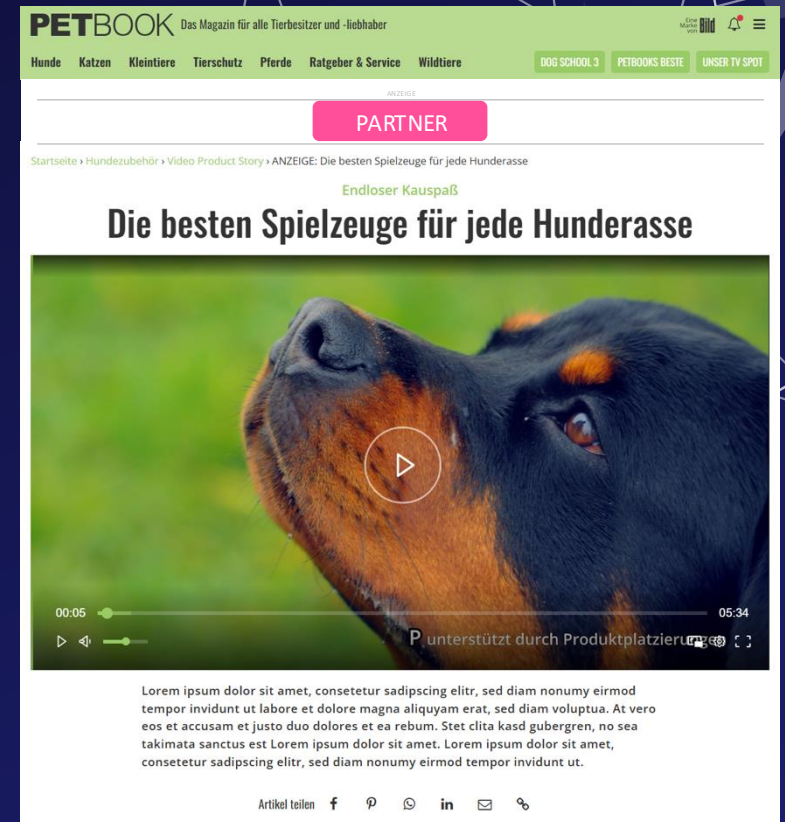 PETBOOK Das Magazin für alle Tierbesitzer und -liebhaber
Eine Marke von Bild
Hunde Katzen Kleintiere Tierschutz Pferde Ratgeber & Service Wildtiere DOG SCHOOL 3 PETBOOKS BESTE UNSER TV SPOT
ANZEIGE
PARTNER
Startseite › Hundezubehör › Video Product Story › ANZEIGE: Die besten Spielzeuge für jede Hunderasse
Endloser Kauspaß
Die besten Spielzeuge für jede Hunderasse
00:05 05:34
P unterstützt durch Produktplatzierungen
Lorem ipsum dolor sit amet, consetetur sadipscing elitr, sed diam nonumy eirmod
tempor invidunt ut labore et dolore magna aliquyam erat, sed diam voluptua. At vero
eos et accusam et justo duo dolores et ea rebum. Stet clita kasd gubergren, no sea
takimata sanctus est Lorem ipsum dolor sit amet. Lorem ipsum dolor sit amet,
consetetur sadipscing elitr, sed diam nonumy eirmod tempor invidunt ut.
Artikel teilen